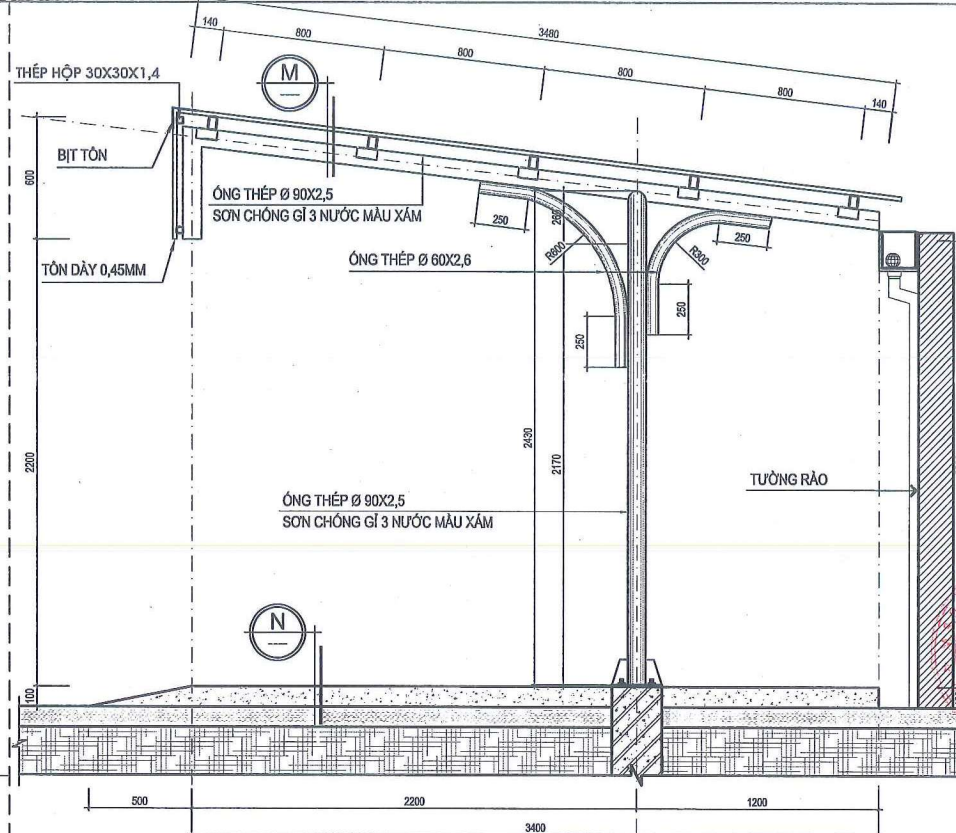 140
800
3480
800
800
800
140
THÉP HỘP 30X30X1,4
M
BỊT TÔN
600
ỐNG THÉP Ø 90X2,5
SƠN CHỐNG GỈ 3 NƯỚC MÀU XÁM
250
260
R600
R300
250
ỐNG THÉP Ø 60X2,6
TÔN DÀY 0,45MM
250
250
2200
2430
2170
TƯỜNG RÀO
ỐNG THÉP Ø 90X2,5
SƠN CHỐNG GỈ 3 NƯỚC MÀU XÁM
N
100
500
2200
1200
3400